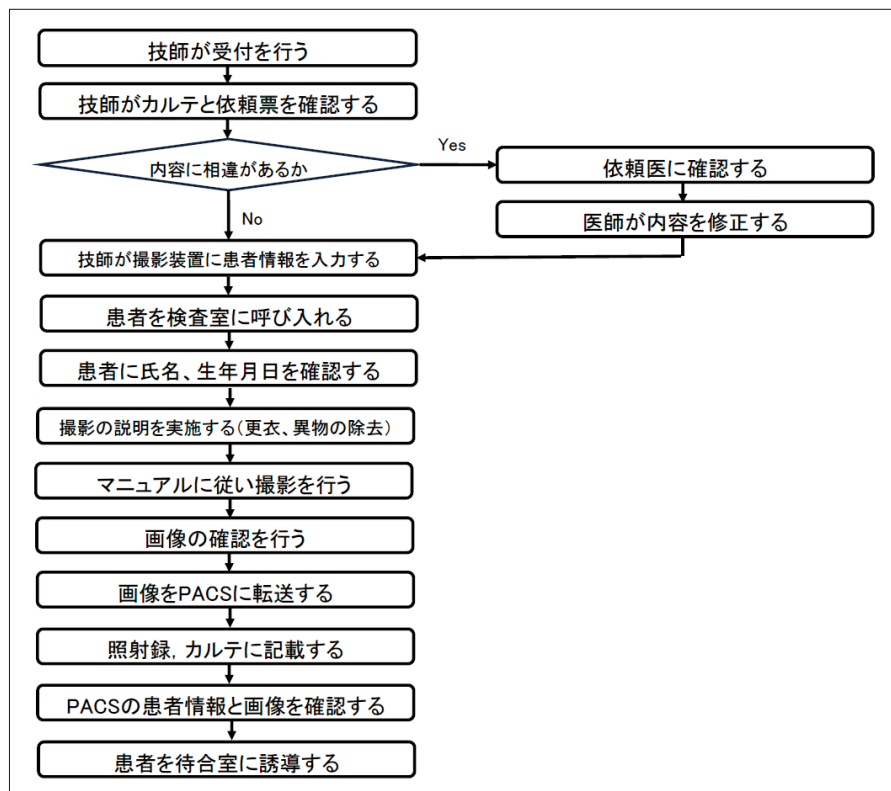 技師が受付を行う
技師がカルテと依頼票を確認する
内容に相違があるか
Yes
依頼医に確認する
医師が内容を修正する
No
技師が撮影装置に患者情報を入力する
患者を検査室に呼び入れる
患者に氏名、生年月日を確認する
撮影の説明を実施する(更衣、異物の除去)
マニュアルに従い撮影を行う
画像の確認を行う
画像をPACSに転送する
照射録, カルテに記載する
PACSの患者情報と画像を確認する
患者を待合室に誘導する